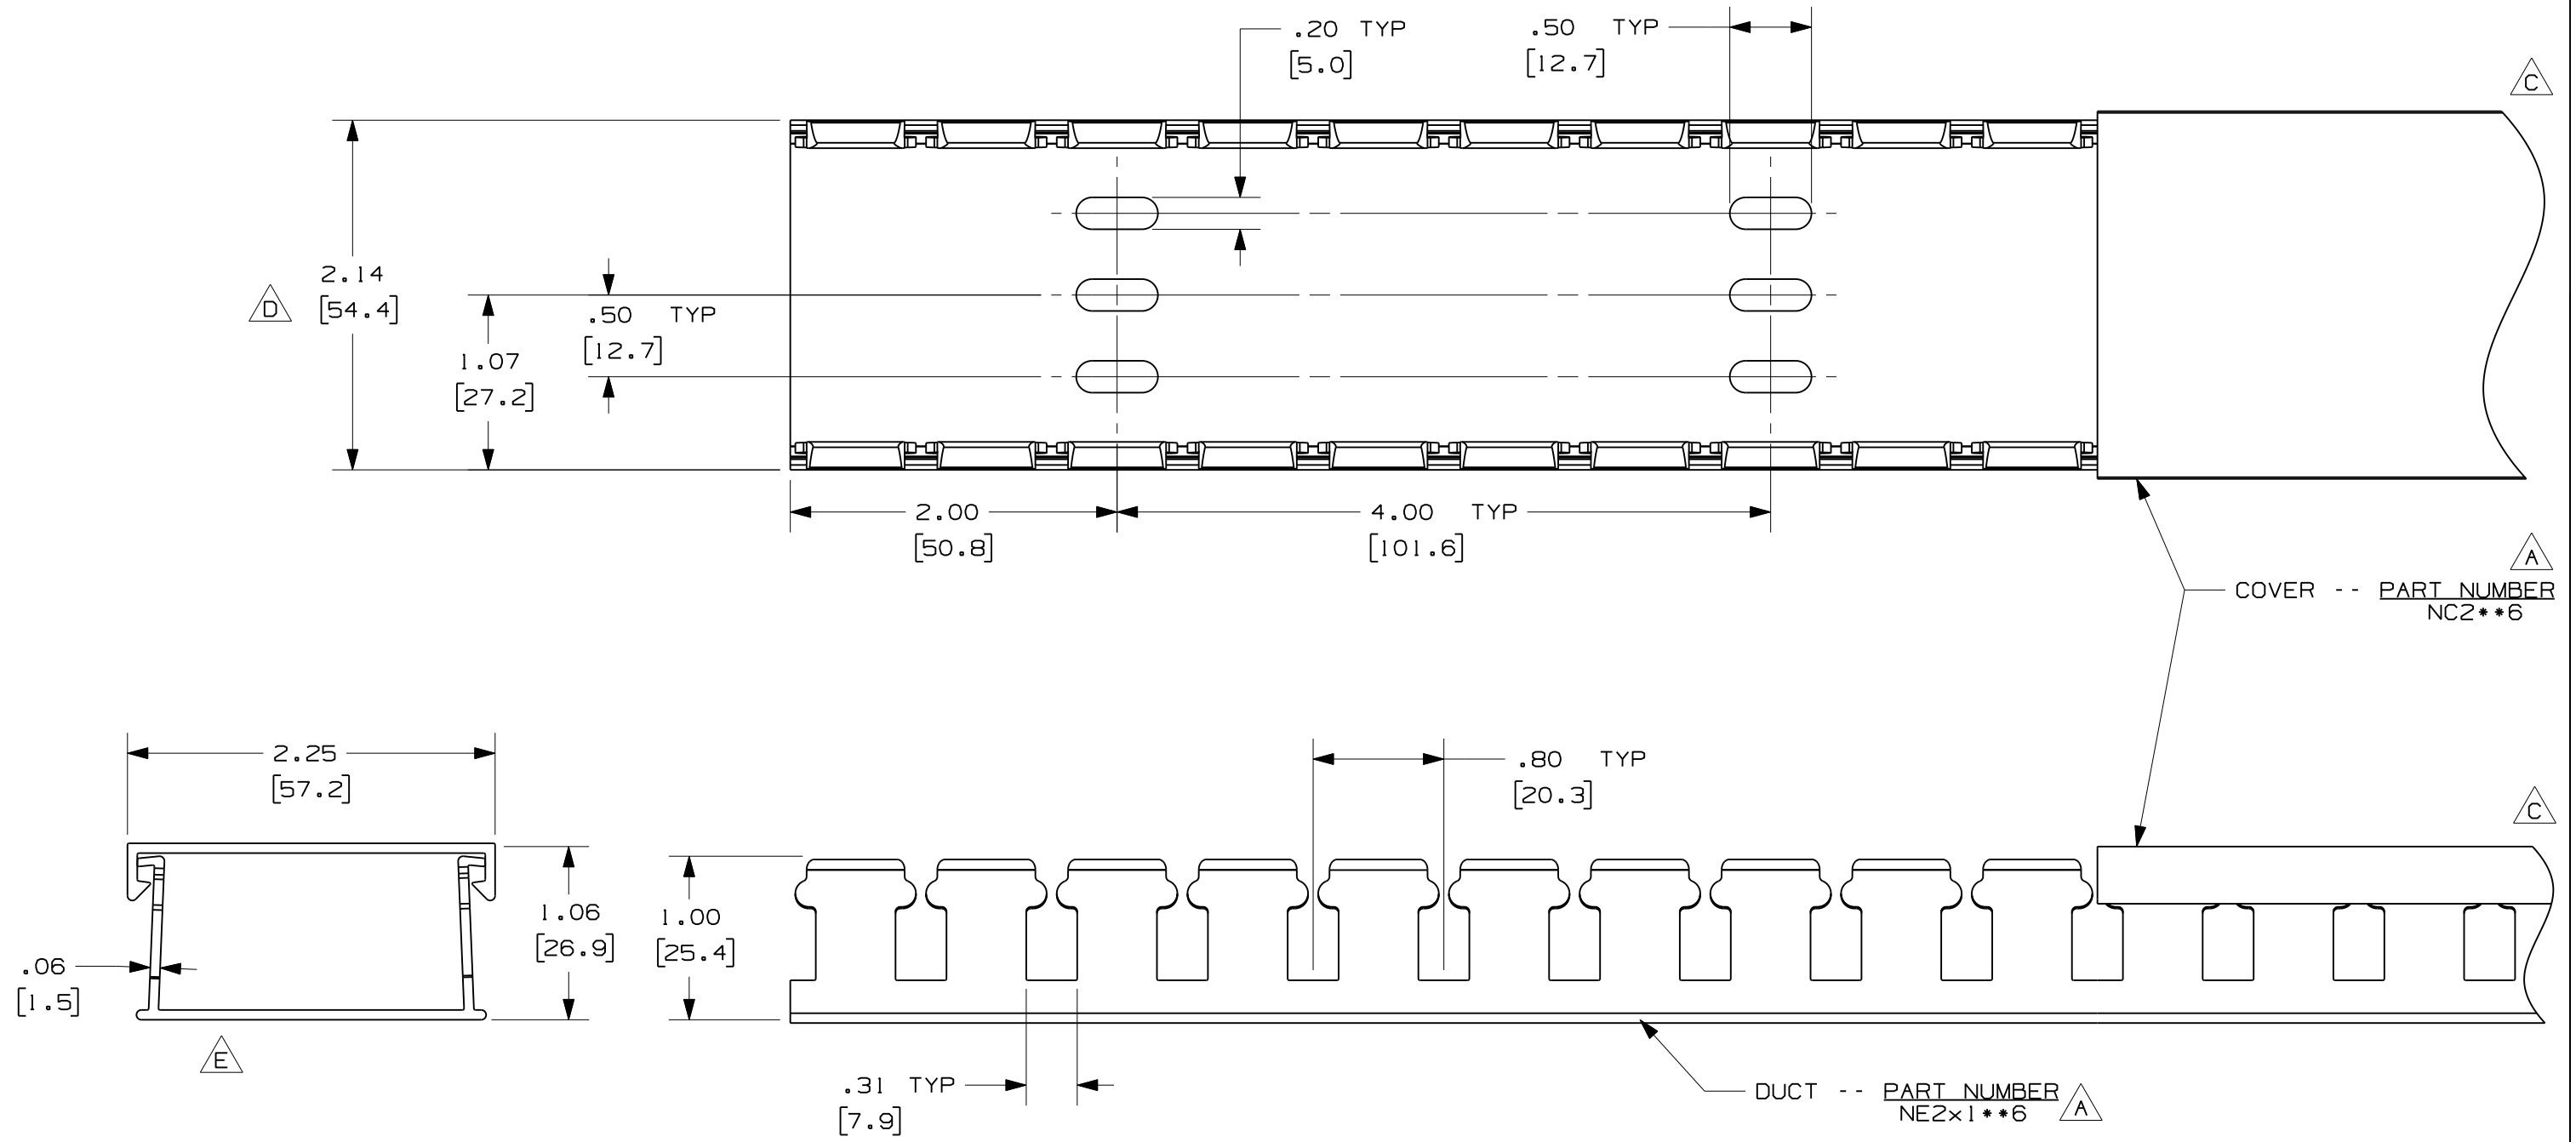 .20 TYP
[5.0]
.50 TYP
[12.7]
C
2.14
[54.4]
D
.50 TYP
[12.7]
1.07
[27.2]
2.00
[50.8]
4.00 TYP
[101.6]
A
COVER -- PART NUMBER
NC2**6
2.25
[57.2]
.80 TYP
[20.3]
C
1.06
[26.9]
1.00
[25.4]
.06
[1.5]
E
.31 TYP
[7.9]
DUCT -- PART NUMBER
NE2x1**6
A